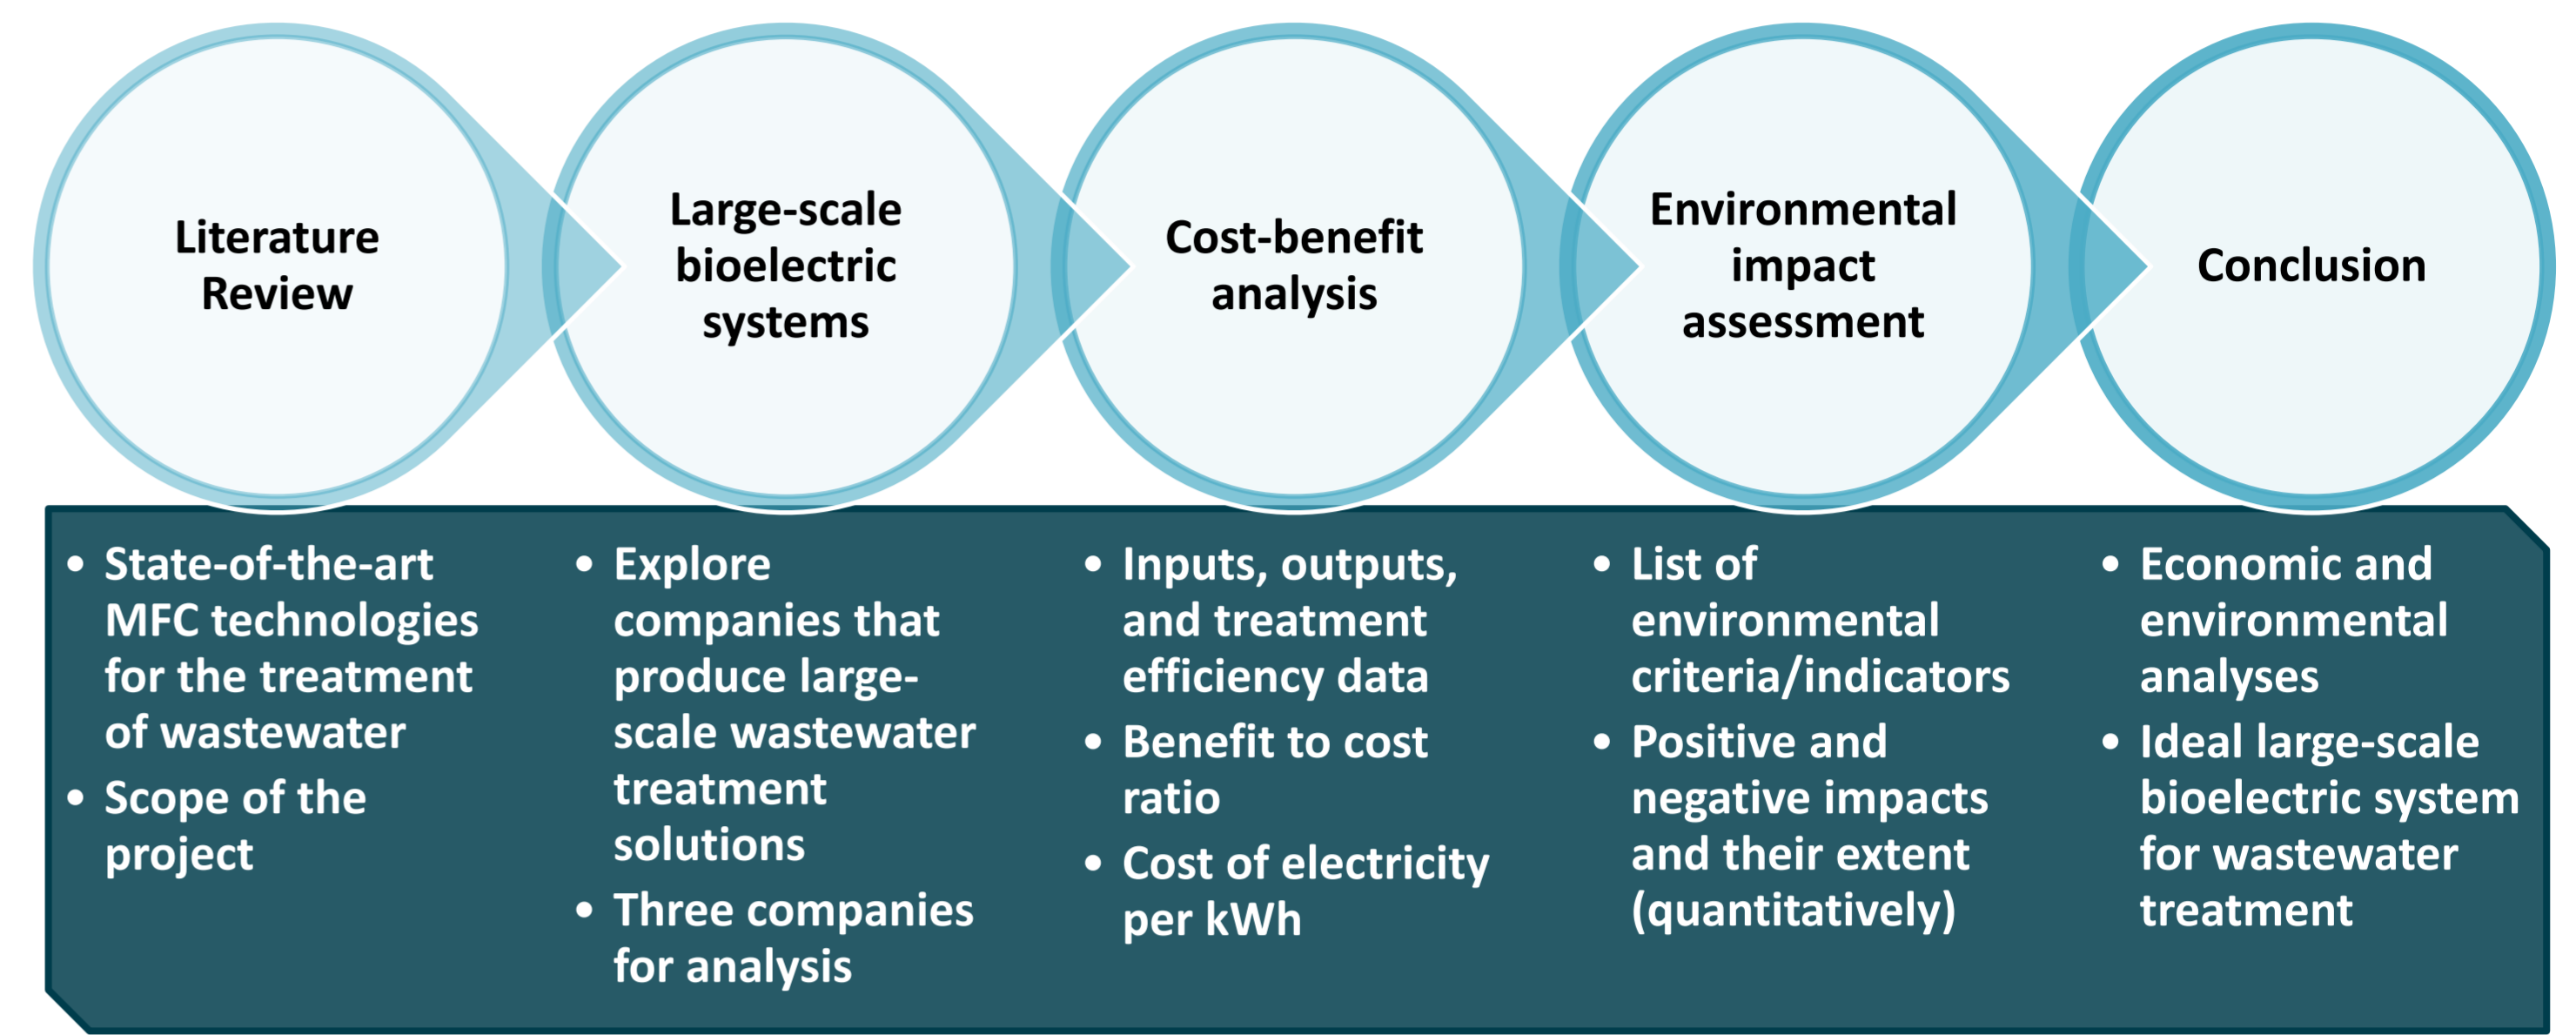 Literature
Review
Large-scale
bioelectric
systems
Cost-benefit
analysis
Environmental
impact
assessment
Conclusion
• State-of-the-art
MFC technologies
for the treatment
of wastewater
• Scope of the
project
• Explore
companies that
produce large-
scale wastewater
treatment
solutions
• Three companies
for analysis
• Inputs, outputs,
and treatment
efficiency data
• Benefit to cost
ratio
• Cost of electricity
per kWh
• List of
environmental
criteria/indicators
• Positive and
negative impacts
and their extent
(quantitatively)
• Economic and
environmental
analyses
• Ideal large-scale
bioelectric system
for wastewater
treatment